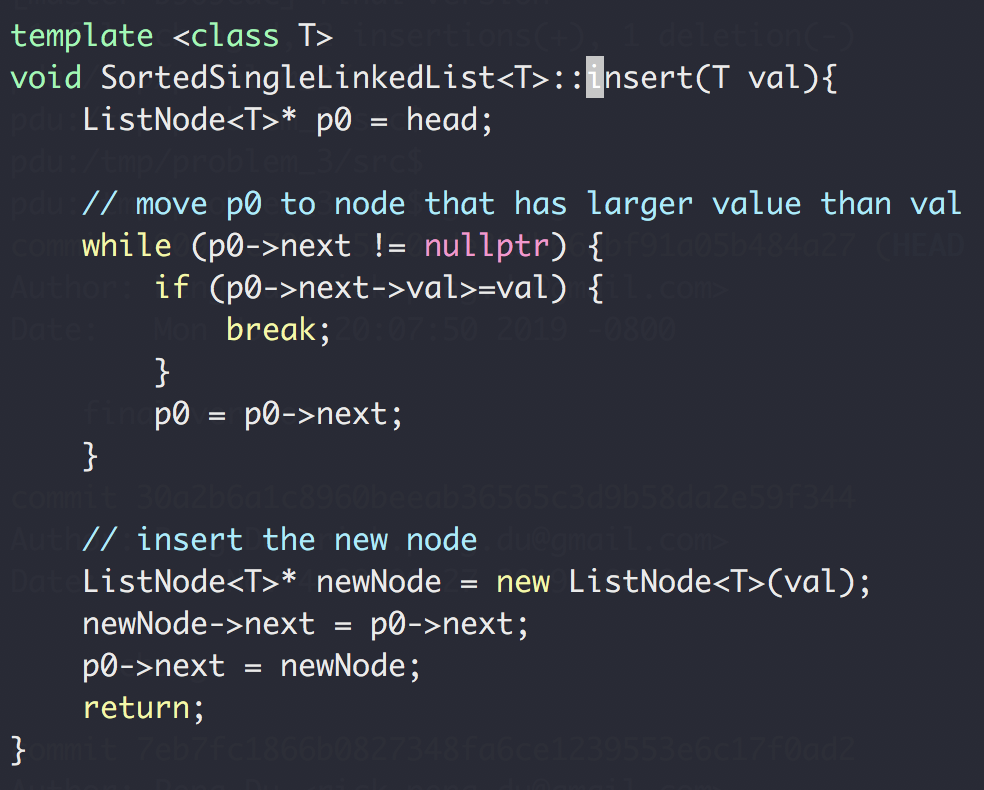 template <class T>
void SortedSingleLinkedList<T>::insert(T val){
    ListNode<T>* p0 = head;

    // move p0 to node that has larger value than val
    while (p0->next != nullptr) {
        if (p0->next->val>=val) {
            break;
        }
        p0 = p0->next;
    }

    // insert the new node
    ListNode<T>* newNode = new ListNode<T>(val);
    newNode->next = p0->next;
    p0->next = newNode;
    return;
}